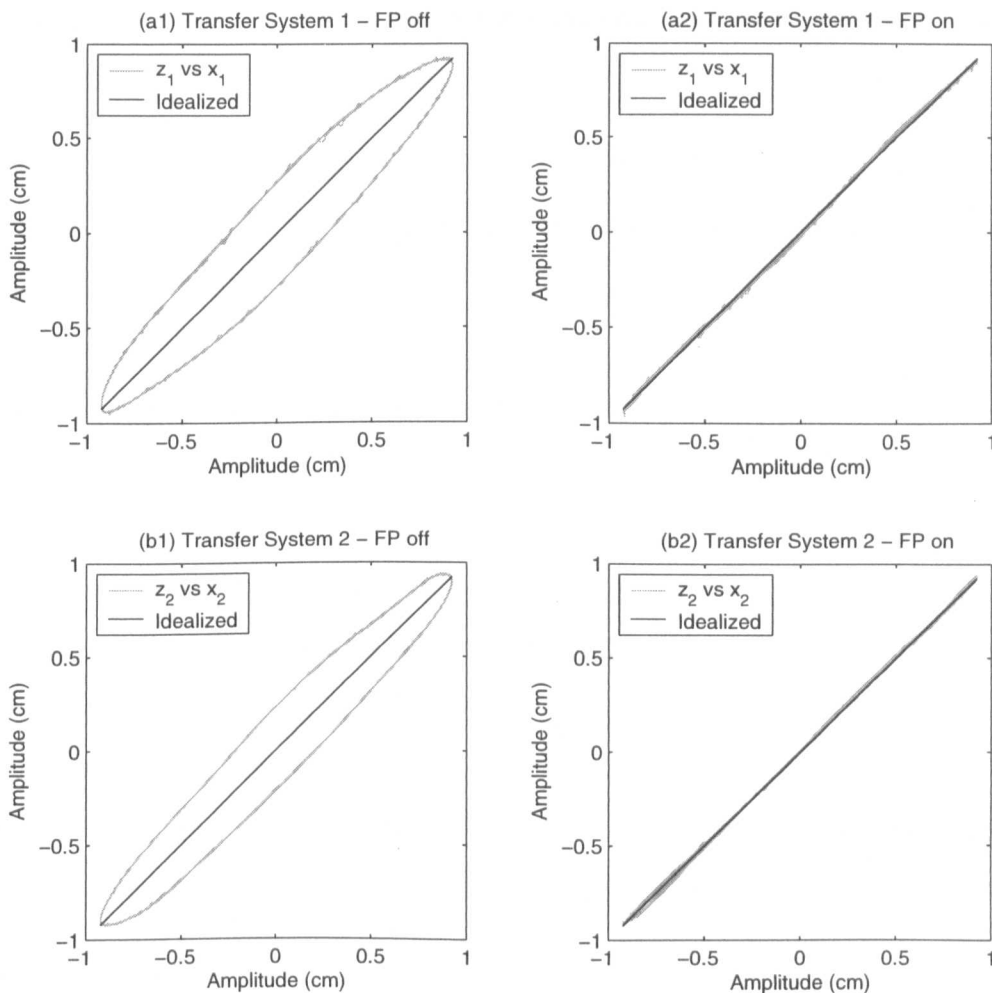 (a1) Transfer System 1 – FP off
1
z1 vs x1
Idealized
0.5
0
−0.5
−1
Amplitude (cm)
−1 −0.5 0 0.5 1
Amplitude (cm)
(a2) Transfer System 1 – FP on
1
z1 vs x1
Idealized
0.5
0
−0.5
−1
Amplitude (cm)
−1 −0.5 0 0.5 1
Amplitude (cm)
(b1) Transfer System 2 – FP off
1
z2 vs x2
Idealized
0.5
0
−0.5
−1
Amplitude (cm)
−1 −0.5 0 0.5 1
Amplitude (cm)
(b2) Transfer System 2 – FP on
1
z2 vs x2
Idealized
0.5
0
−0.5
−1
Amplitude (cm)
−1 −0.5 0 0.5 1
Amplitude (cm)